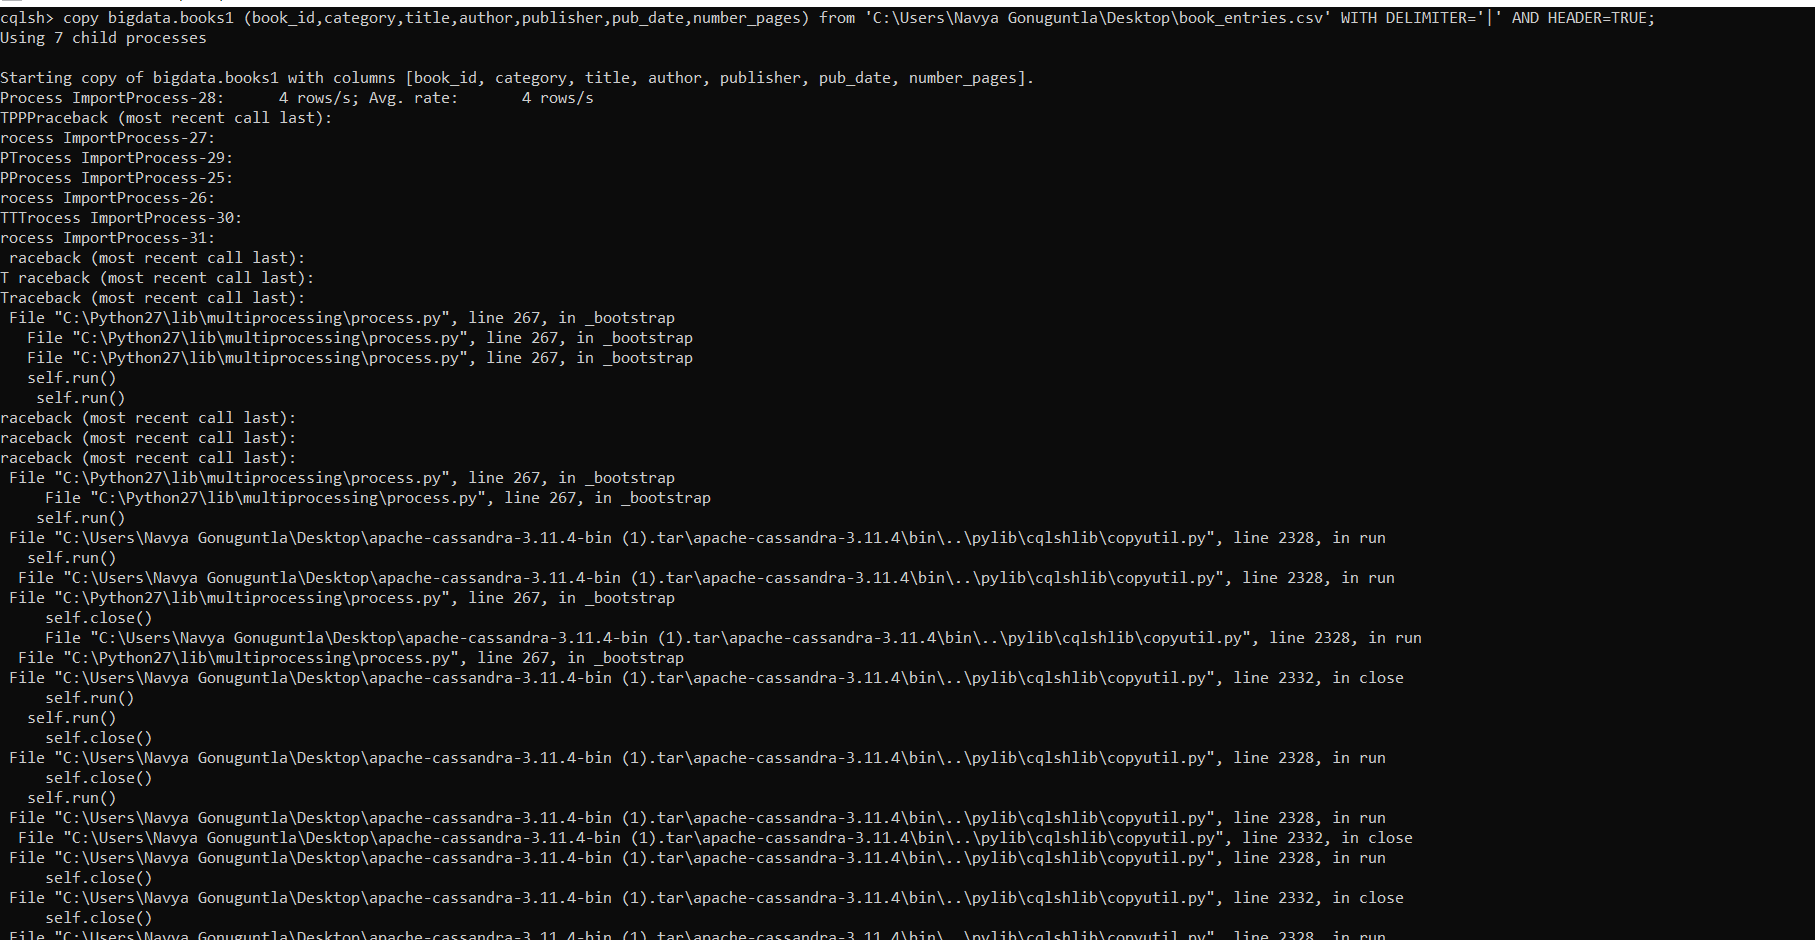 cqlsh> copy bigdata.books1 (book_id,category,title,author,publisher,pub_date,number_pages) from 'C:\Users\Navya Gonuguntla\Desktop\book_entries.csv' WITH DELIMITER='|' AND HEADER=TRUE;
Using 7 child processes
Starting copy of bigdata.books1 with columns [book_id, category, title, author, publisher, pub_date, number_pages].
Process ImportProcess-28:      4 rows/s; Avg. rate:       4 rows/s
TPPPraceback (most recent call last):
rocess ImportProcess-27:
PTrocess ImportProcess-29:
PProcess ImportProcess-25:
rocess ImportProcess-26:
TTTrocess ImportProcess-30:
rocess ImportProcess-31:
 raceback (most recent call last):
T raceback (most recent call last):
Traceback (most recent call last):
 File "C:\Python27\lib\multiprocessing\process.py", line 267, in _bootstrap
   File "C:\Python27\lib\multiprocessing\process.py", line 267, in _bootstrap
   File "C:\Python27\lib\multiprocessing\process.py", line 267, in _bootstrap
   self.run()
    self.run()
raceback (most recent call last):
raceback (most recent call last):
raceback (most recent call last):
 File "C:\Python27\lib\multiprocessing\process.py", line 267, in _bootstrap
     File "C:\Python27\lib\multiprocessing\process.py", line 267, in _bootstrap
    self.run()
 File "C:\Users\Navya Gonuguntla\Desktop\apache-cassandra-3.11.4-bin (1).tar\apache-cassandra-3.11.4\bin\..\pylib\cqlshlib\copyutil.py", line 2328, in run
   self.run()
  File "C:\Users\Navya Gonuguntla\Desktop\apache-cassandra-3.11.4-bin (1).tar\apache-cassandra-3.11.4\bin\..\pylib\cqlshlib\copyutil.py", line 2328, in run
 File "C:\Python27\lib\multiprocessing\process.py", line 267, in _bootstrap
     self.close()
     File "C:\Users\Navya Gonuguntla\Desktop\apache-cassandra-3.11.4-bin (1).tar\apache-cassandra-3.11.4\bin\..\pylib\cqlshlib\copyutil.py", line 2328, in run
  File "C:\Python27\lib\multiprocessing\process.py", line 267, in _bootstrap
 File "C:\Users\Navya Gonuguntla\Desktop\apache-cassandra-3.11.4-bin (1).tar\apache-cassandra-3.11.4\bin\..\pylib\cqlshlib\copyutil.py", line 2332, in close
     self.run()
   self.run()
     self.close()
 File "C:\Users\Navya Gonuguntla\Desktop\apache-cassandra-3.11.4-bin (1).tar\apache-cassandra-3.11.4\bin\..\pylib\cqlshlib\copyutil.py", line 2328, in run
     self.close()
   self.run()
 File "C:\Users\Navya Gonuguntla\Desktop\apache-cassandra-3.11.4-bin (1).tar\apache-cassandra-3.11.4\bin\..\pylib\cqlshlib\copyutil.py", line 2328, in run
  File "C:\Users\Navya Gonuguntla\Desktop\apache-cassandra-3.11.4-bin (1).tar\apache-cassandra-3.11.4\bin\..\pylib\cqlshlib\copyutil.py", line 2332, in close
 File "C:\Users\Navya Gonuguntla\Desktop\apache-cassandra-3.11.4-bin (1).tar\apache-cassandra-3.11.4\bin\..\pylib\cqlshlib\copyutil.py", line 2328, in run
     self.close()
 File "C:\Users\Navya Gonuguntla\Desktop\apache-cassandra-3.11.4-bin (1).tar\apache-cassandra-3.11.4\bin\..\pylib\cqlshlib\copyutil.py", line 2332, in close
     self.close()
 File "C:\Users\Navya Gonuguntla\Desktop\apache-cassandra-3.11.4-bin (1).tar\apache-cassandra-3.11.4\bin\..\pylib\cqlshlib\copyutil.py", line 2328, in run